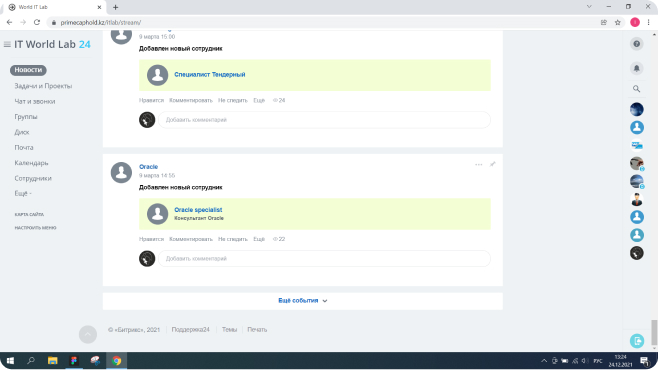 World IT Lab
primecaphold.kz/itlab/stream/
IT World Lab 24
Новости
Задачи и Проекты
Чат и звонки
Группы
Диск
Почта
Календарь
Сотрудники
Ещё -
КАРТА САЙТА
НАСТРОИТЬ МЕНЮ
9 марта 15:00
Добавлен новый сотрудник
Специалист Тендерный
Нравится Комментировать Не следить Ещё 24
Добавить комментарий
Oracle
9 марта 14:55
Добавлен новый сотрудник
Oracle specialist
Консультант Oracle
Нравится Комментировать Не следить Ещё 22
Добавить комментарий
Ещё события
© «Битрикс», 2021 Поддержка24 Темы Печать
РУС
13:24
24.12.2021